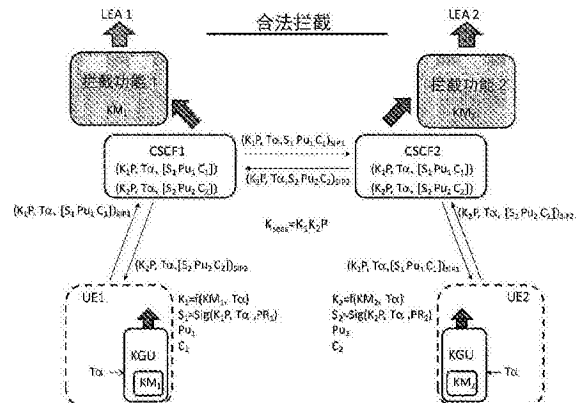 LEA 1
合法拦截
LEA 2
拦截功能 1
KM₁
拦截功能 2
KM₂
CSCF1
(K₁P, Tα, [S₁ Pu₁ C₁])
(K₂P, Tα, [S₂ Pu₂ C₂])
(K₁P, Tα,S₁ Pu₁ C₁)SIP1
(K₂P, Tα,S₂ Pu₂ C₂)SIP2
CSCF2
(K₁P, Tα, [S₁ Pu₁ C₁])
(K₂P, Tα, [S₂ Pu₂ C₂])
(K₁P, Tα, [S₁ Pu₁ C₁])SIP1
(K₂P, Tα, [S₂ Pu₂ C₂])SIP2
(K₂P, Tα,[S₂ Pu₂ C₂])SIP2
(K₁P, Tα,[S₁ Pu₁ C₁])SIP1
UE1
K₁=f(KM₁, Tα)
S₁=Sig(K₁P, Tα ,PR₁)
Pu₁
KGU
Tα
KM₁
K₂=f(KM₂, Tα)
S₂=Sig(K₂P, Tα ,PR₂)
C₂
UE2
KGU
Tα